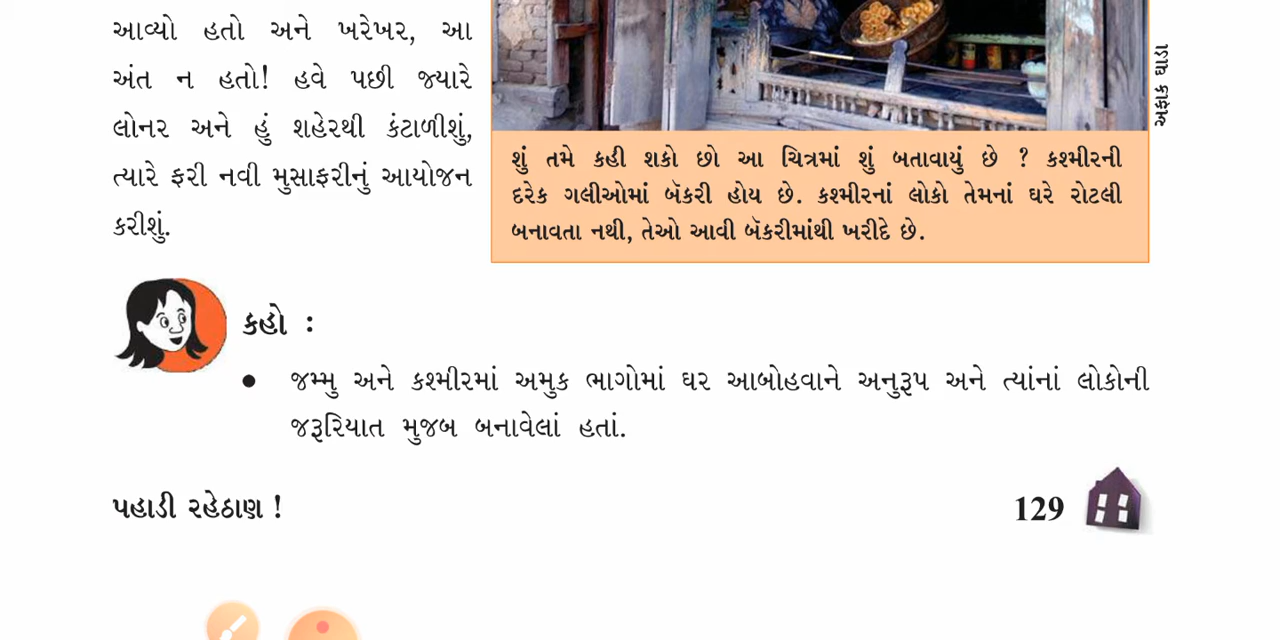 આવ્યો હતો અને ખરેખર, આ
અંત ન હતો! હવે પછી જ્યારે
લોનર અને હું શહેરથી કંટાળીશું,
ત્યારે ફરી નવી મુસાફરીનું આયોજન
કરીશું.
શું તમે કહી શકો છો આ ચિત્રમાં શું બતાવાયું છે ? કશ્મીરની
દરેક ગલીઓમાં બૅકરી હોય છે. કશ્મીરનાં લોકો તેમનાં ઘરે રોટલી
બનાવતા નથી, તેઓ આવી બૅકરીમાંથી ખરીદે છે.
કહો :
● જમ્મુ અને કશ્મીરમાં અમુક ભાગોમાં ઘર આબોહવાને અનુરૂપ અને ત્યાંનાં લોકોની
જરૂરિયાત મુજબ બનાવેલાં હતાં.
પહાડી રહેઠાણ !
129